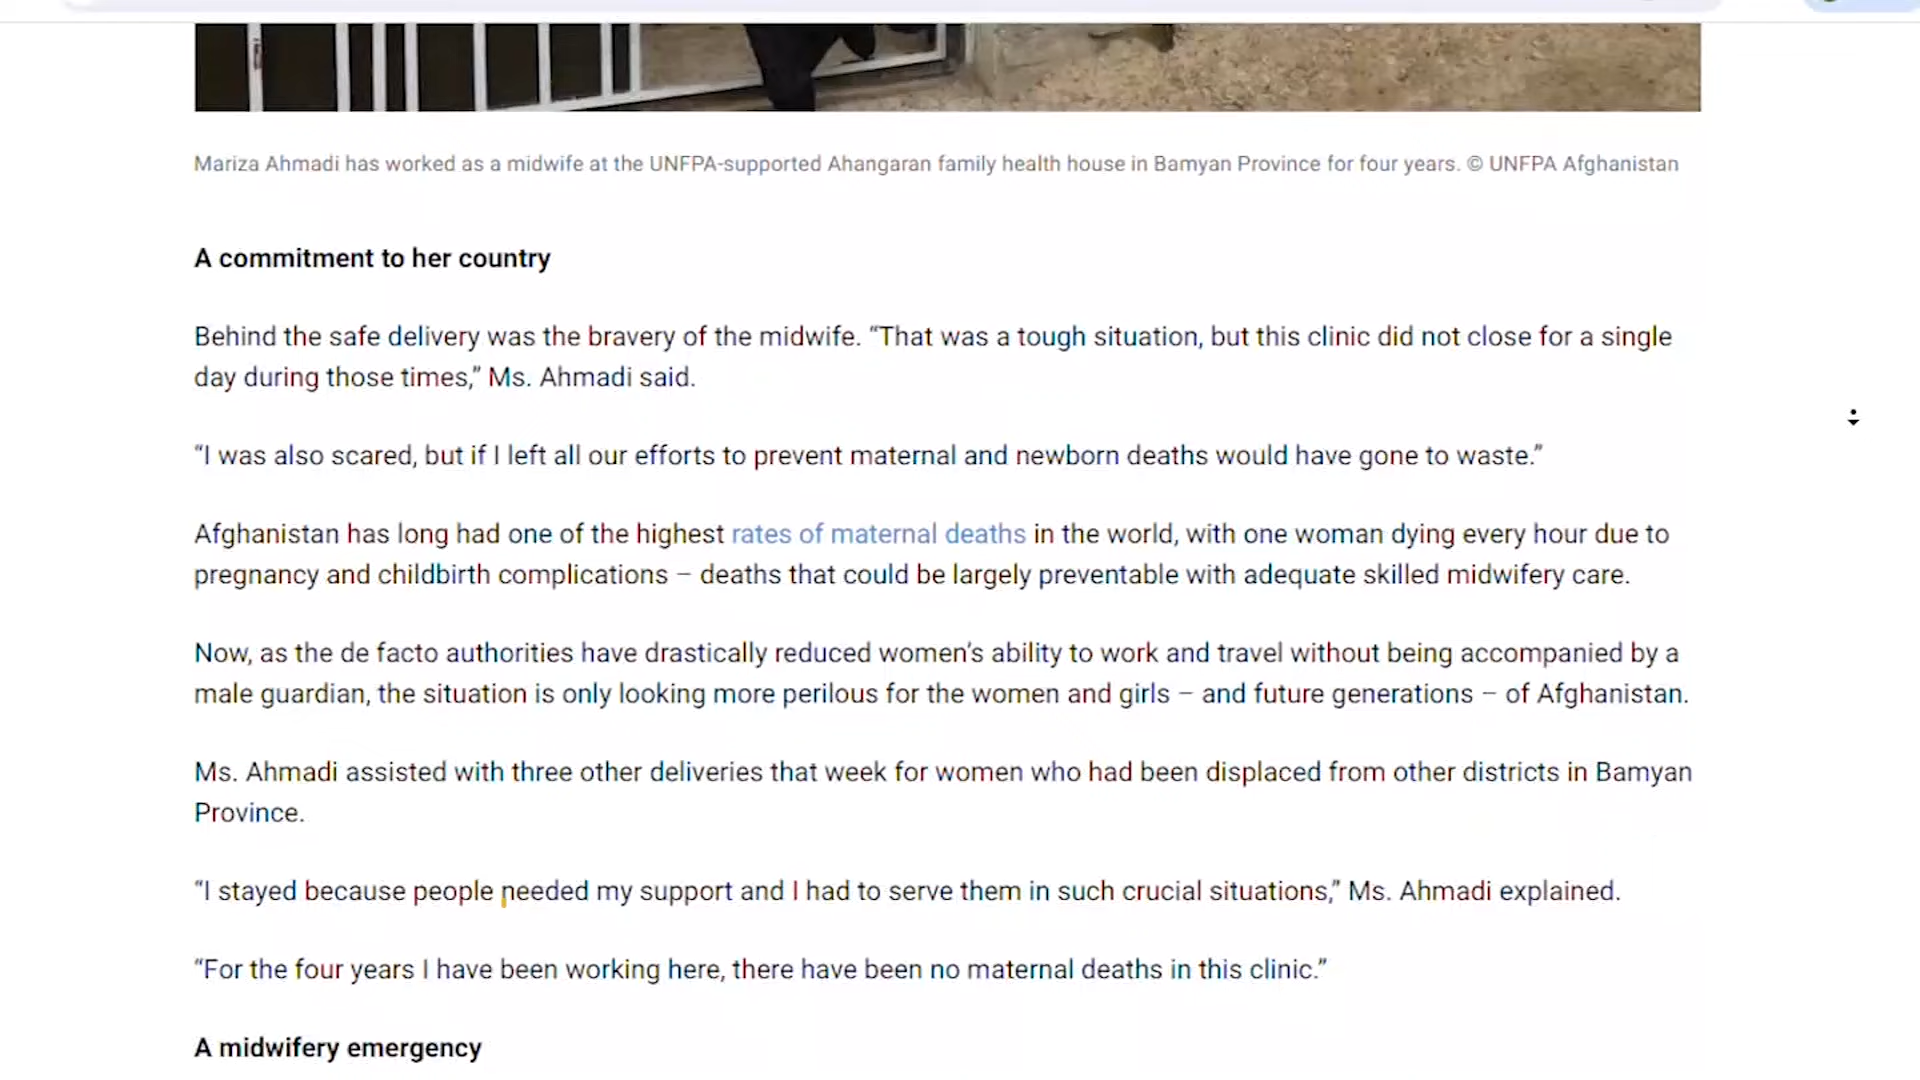 Mariza Ahmadi has worked as a midwife at the UNFPA-supported Ahangaran family health house in Bamyan Province for four years. © UNFPA Afghanistan
A commitment to her country
Behind the safe delivery was the bravery of the midwife. “That was a tough situation, but this clinic did not close for a single
day during those times,” Ms. Ahmadi said.
“I was also scared, but if I left all our efforts to prevent maternal and newborn deaths would have gone to waste.”
Afghanistan has long had one of the highest rates of maternal deaths in the world, with one woman dying every hour due to
pregnancy and childbirth complications – deaths that could be largely preventable with adequate skilled midwifery care.
Now, as the de facto authorities have drastically reduced women’s ability to work and travel without being accompanied by a
male guardian, the situation is only looking more perilous for the women and girls – and future generations – of Afghanistan.
Ms. Ahmadi assisted with three other deliveries that week for women who had been displaced from other districts in Bamyan
Province.
“I stayed because people needed my support and I had to serve them in such crucial situations,” Ms. Ahmadi explained.
“For the four years I have been working here, there have been no maternal deaths in this clinic.”
A midwifery emergency